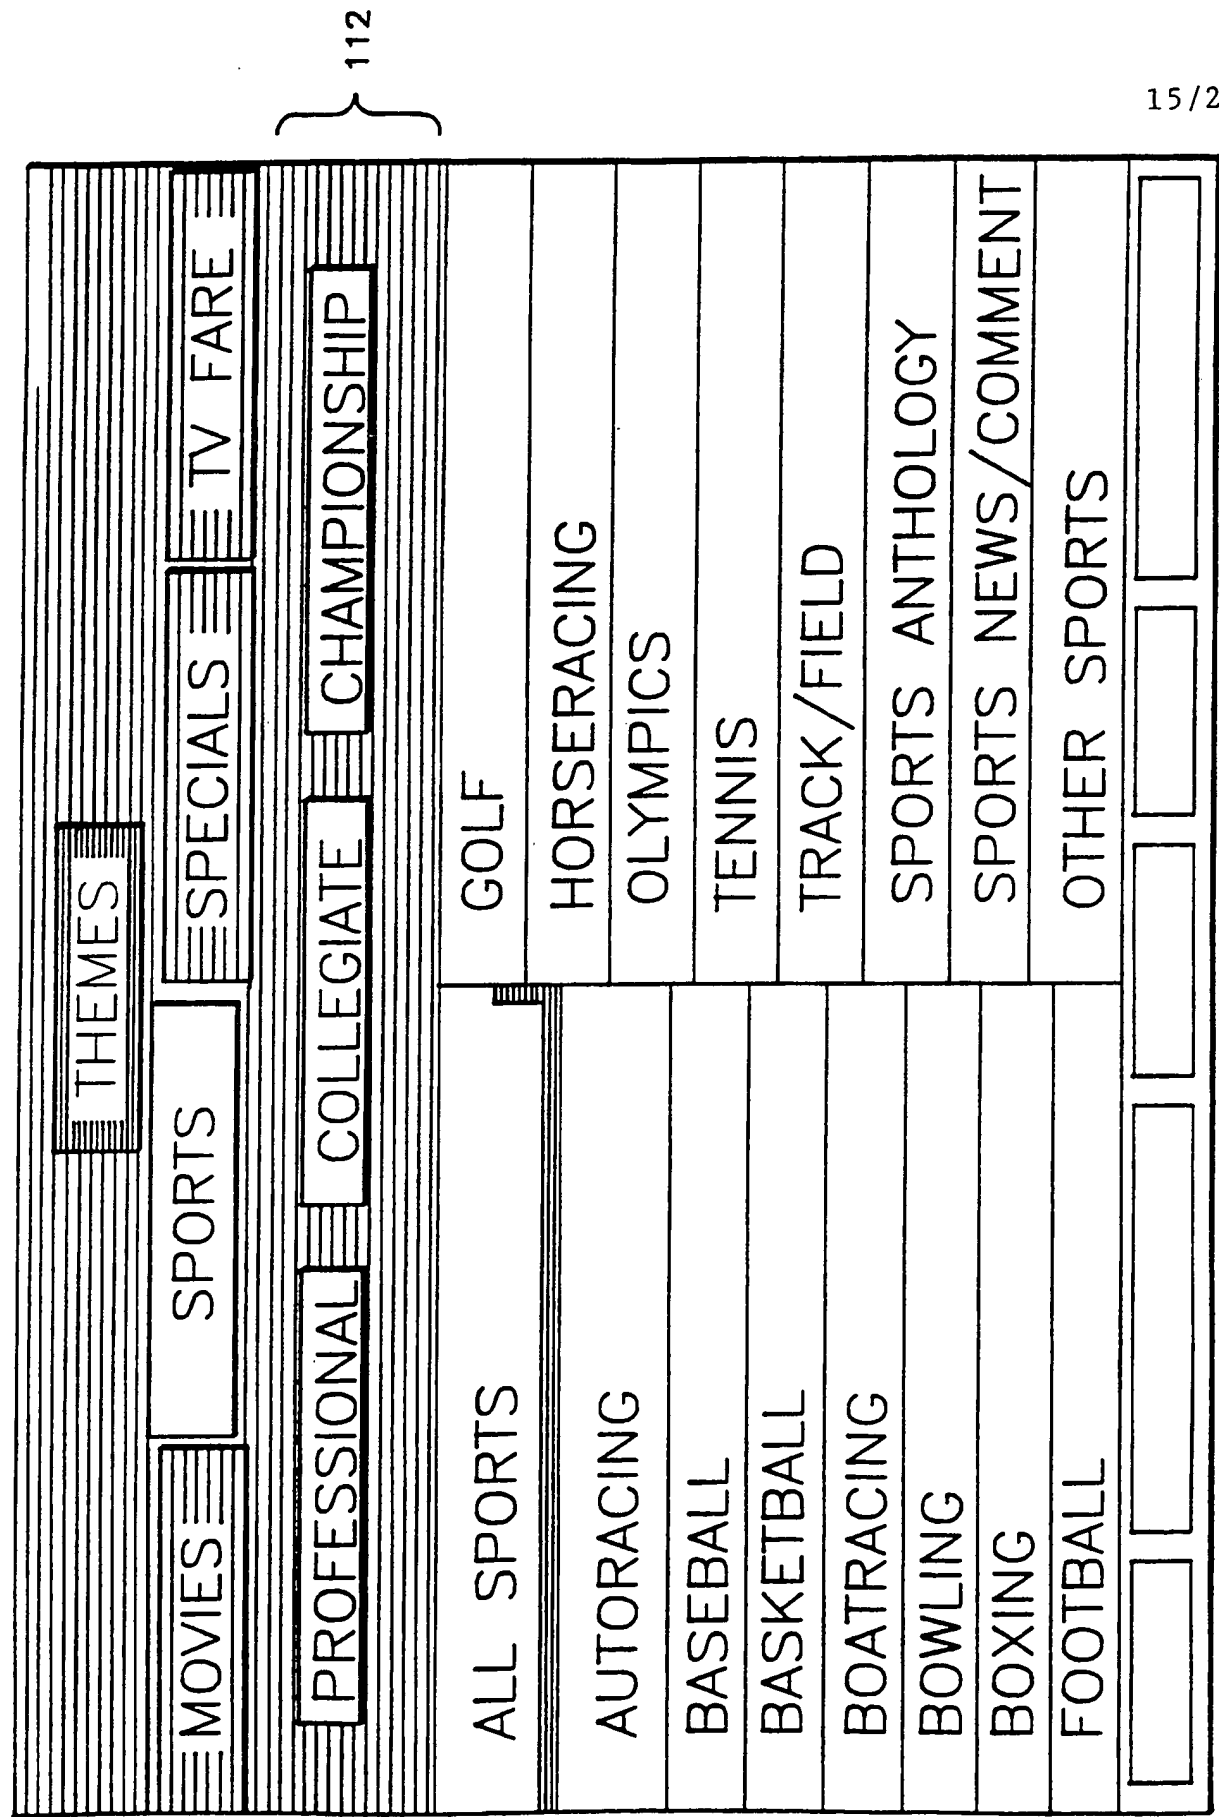 15/2
112
THEMES
MOVIES SPORTS SPECIALS TV FARE
PROFESSIONAL COLLEGIATE CHAMPIONSHIP
ALL SPORTS
AUTORACING
BASEBALL
BASKETBALL
BOATRACING
BOWLING
BOXING
FOOTBALL
GOLF
HORSERACING
OLYMPICS
TENNIS
TRACK/FIELD
SPORTS ANTHOLOGY
SPORTS NEWS/COMMENT
OTHER SPORTS